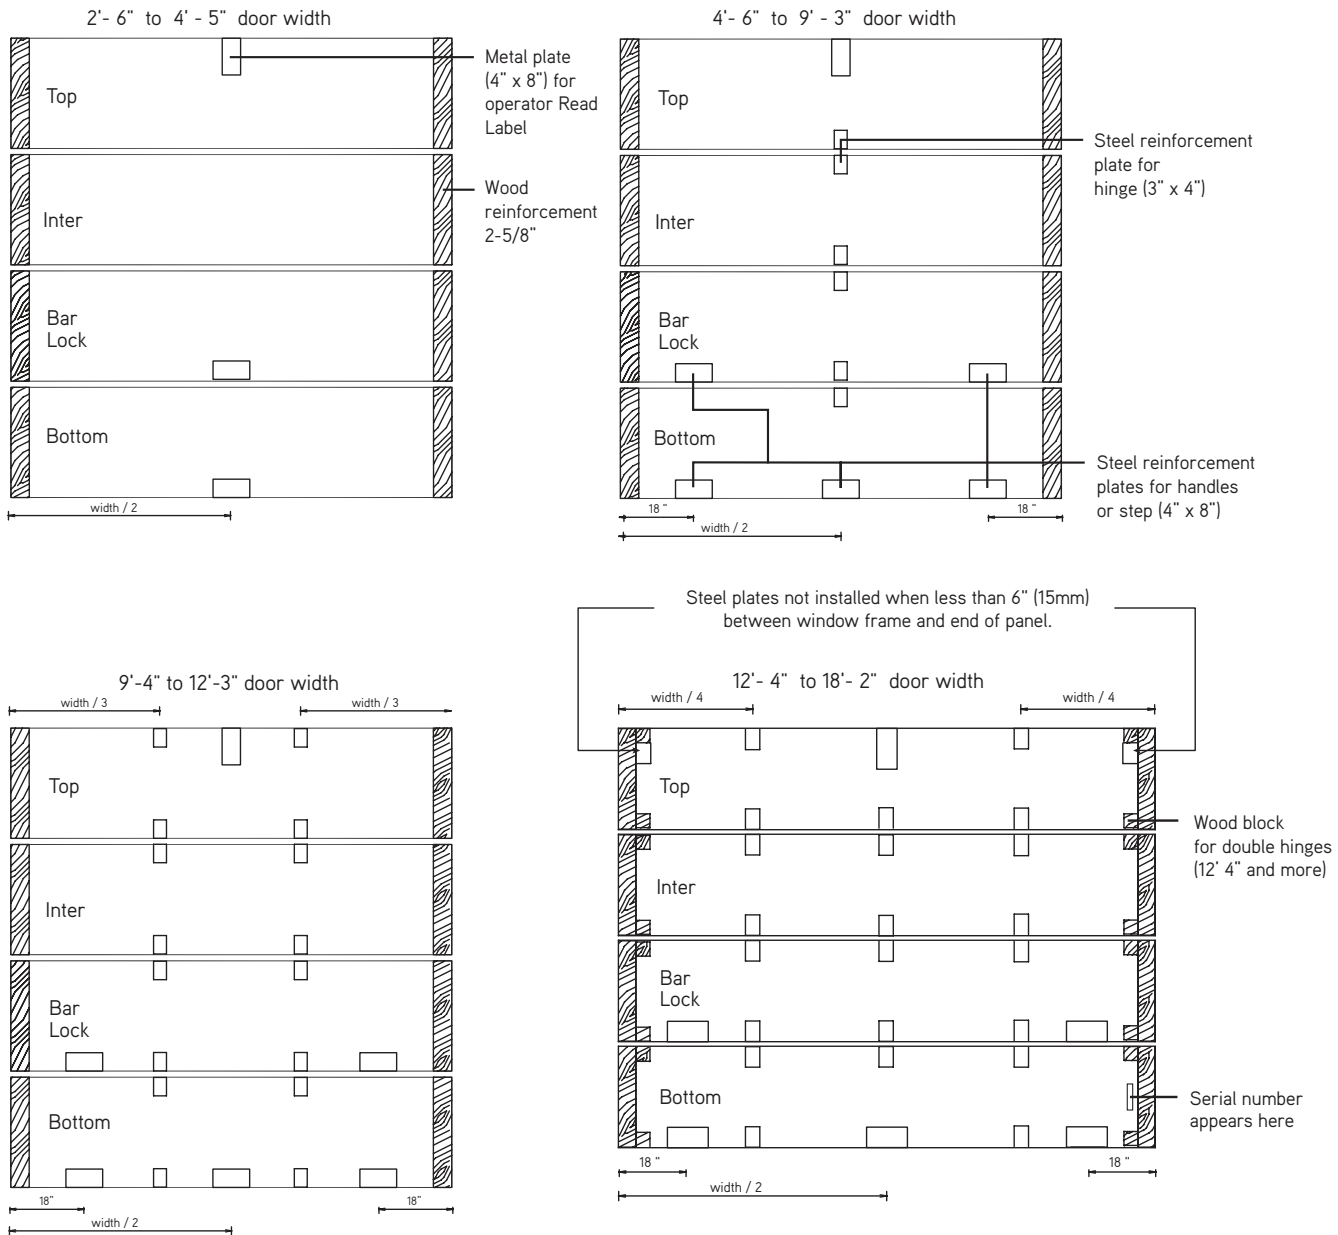 2'- 6" to 4' - 5" door width
Top
Inter
Bar
Lock
Bottom
width / 2
Metal plate
(4" x 8") for
operator Read
Label
Wood
reinforcement
2-5/8"
4'- 6" to 9' - 3" door width
Top
Inter
Bar
Lock
Bottom
18 "
18 "
width / 2
Steel reinforcement
plate for
hinge (3" x 4")
Steel reinforcement
plates for handles
or step (4" x 8")
9'-4" to 12'-3" door width
width / 3
width / 3
Top
Inter
Bar
Lock
Bottom
18"
18"
width / 2
Steel plates not installed when less than 6" (15mm)
between window frame and end of panel.
12'- 4" to 18'- 2" door width
width / 4
width / 4
Top
Inter
Bar
Lock
Bottom
18 "
18 "
width / 2
Wood block
for double hinges
(12' 4" and more)
Serial number
appears here